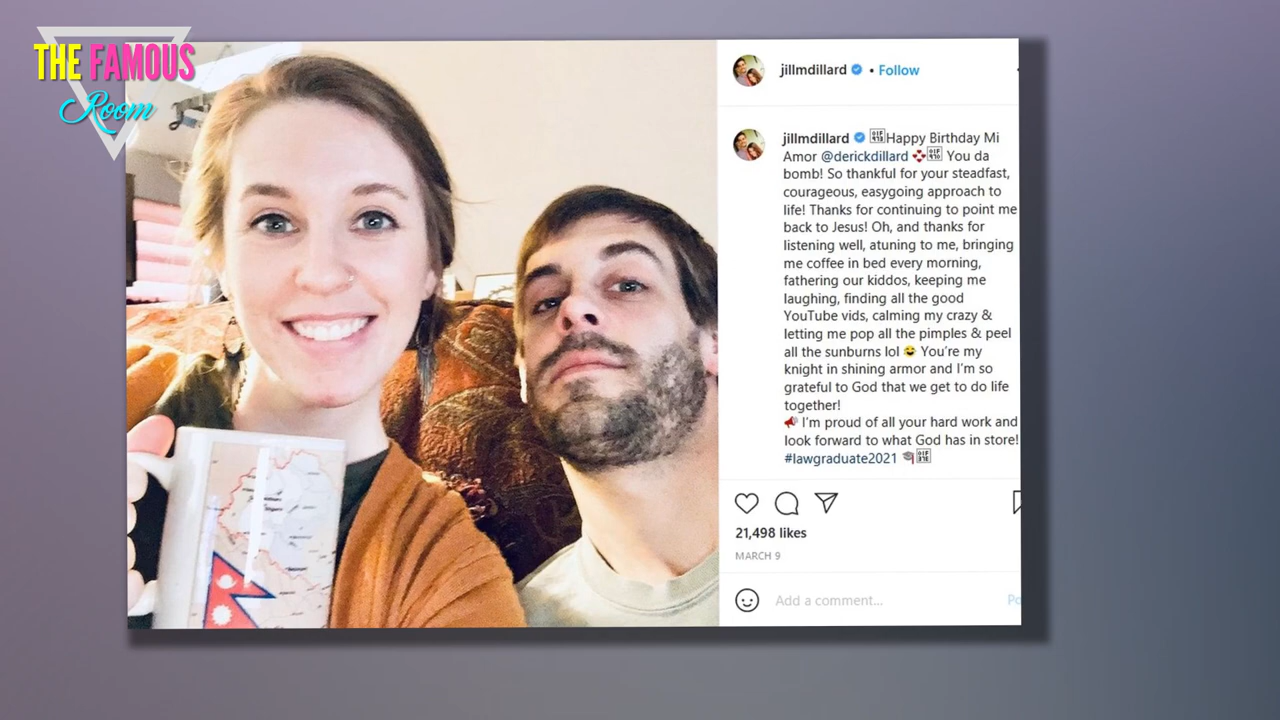 THE FAMOUS
Room
jillmdillard • Follow
jillmdillard Happy Birthday Mi
Amor @derickdillard You da
bomb! So thankful for your steadfast,
courageous, easygoing approach to
life! Thanks for continuing to point me
back to Jesus! Oh, and thanks for
listening well, atuning to me, bringing
me coffee in bed every morning,
fathering our kiddos, keeping me
laughing, finding all the good
YouTube vids, calming my crazy &
letting me pop all the pimples & peel
all the sunburns lol 😂 You're my
knight in shining armor and I'm so
grateful to God that we get to do life
together!
📣 I'm proud of all your hard work and
look forward to what God has in store!
#lawgraduate2021 🎓
21,498 likes
MARCH 9
Add a comment...
Po